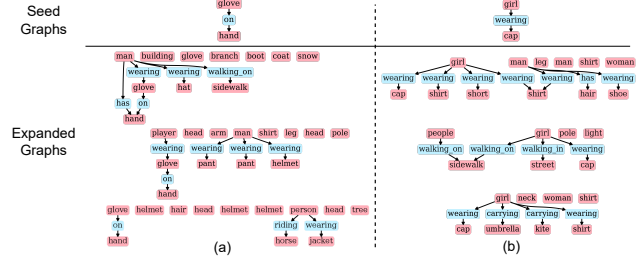 Seed Graphs
glove
on
hand
girl
wearing
cap
Expanded Graphs
man building glove branch boot coat snow
wearing wearing walking_on
glove hat sidewalk
has on
hand
player head arm man shirt leg head pole
wearing wearing wearing wearing
glove pant pant helmet
on
hand
glove helmet hair head helmet helmet person head tree
on riding wearing
hand horse jacket
(a)
girl man leg man shirt woman
wearing wearing wearing wearing wearing has wearing
cap shirt short shirt hair shoe
people girl pole light
walking_on walking_on walking_in wearing
sidewalk street cap
girl neck woman shirt
wearing carrying carrying wearing
cap umbrella kite shirt
(b)